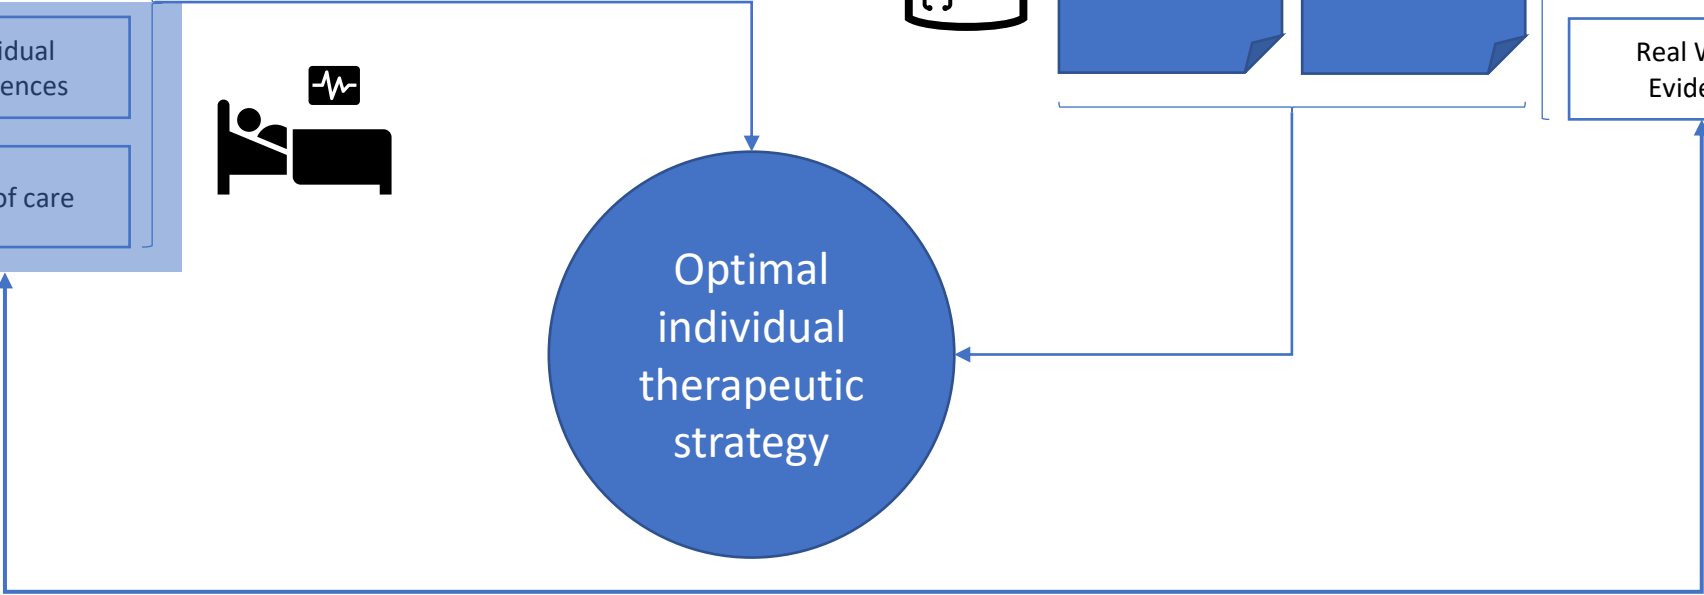 idual
ences
of care
Optimal
individual
therapeutic
strategy
Real
Evide